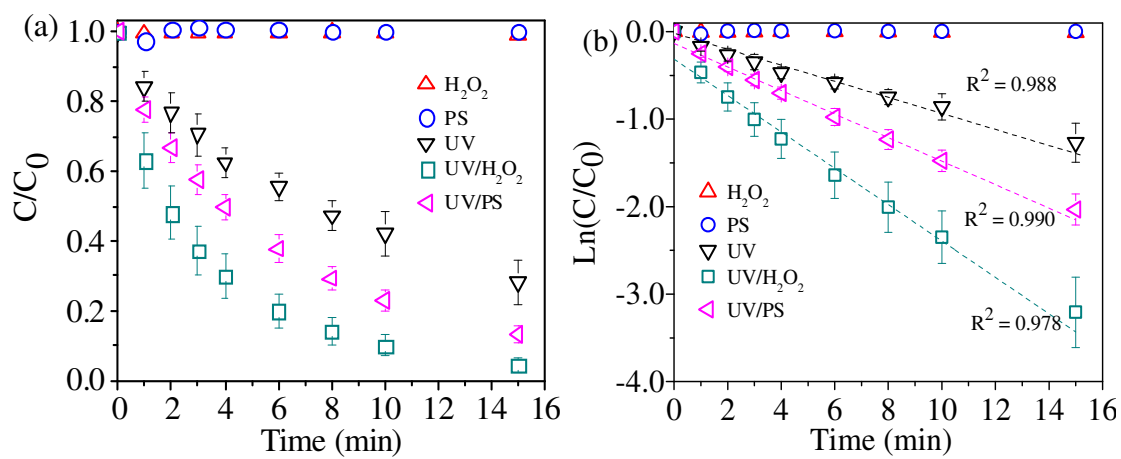 (a)
1.0
0.8
0.6
0.4
0.2
0.0
C/C₀
H₂O₂
PS
UV
UV/H₂O₂
UV/PS
0 2 4 6 8 10 12 14 16
Time (min)
(b)
0.0
-1.0
-2.0
-3.0
-4.0
Ln(C/C₀)
R² = 0.988
R² = 0.990
R² = 0.978
H₂O₂
PS
UV
UV/H₂O₂
UV/PS
0 2 4 6 8 10 12 14 16
Time (min)